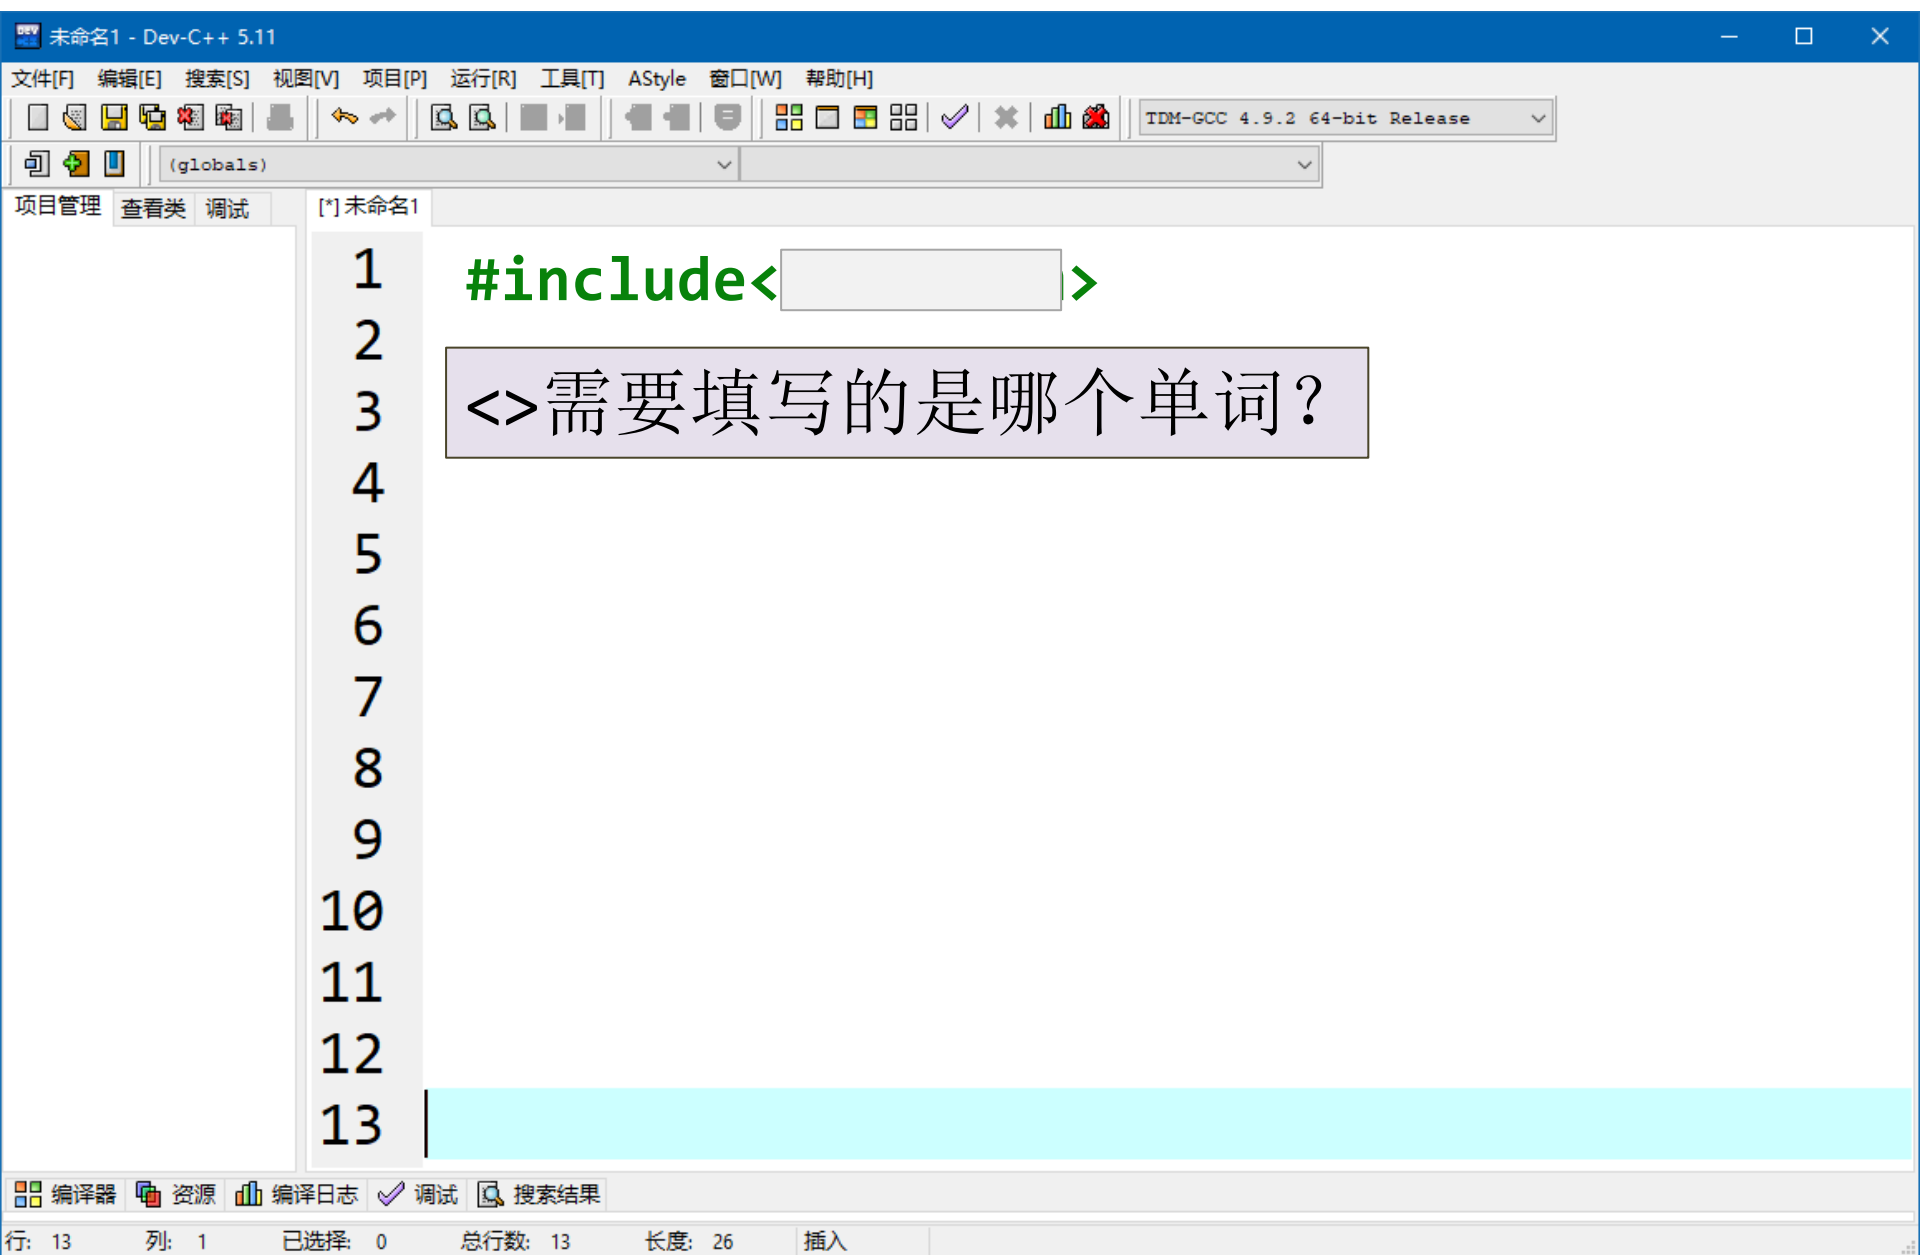 未命名1 - Dev-C++ 5.11
文件[F] 编辑[E] 搜索[S] 视图[V] 项目[P] 运行[R] 工具[T] AStyle 窗口[W] 帮助[H]
TDM-GCC 4.9.2 64-bit Release
(globals)
项目管理 查看类 调试 [*] 未命名1
1 #include< >
2
3 <>需要填写的是哪个单词？
4
5
6
7
8
9
10
11
12
13
编译器 资源 编译日志 调试 搜索结果
行: 13 列: 1 已选择: 0 总行数: 13 长度: 26 插入